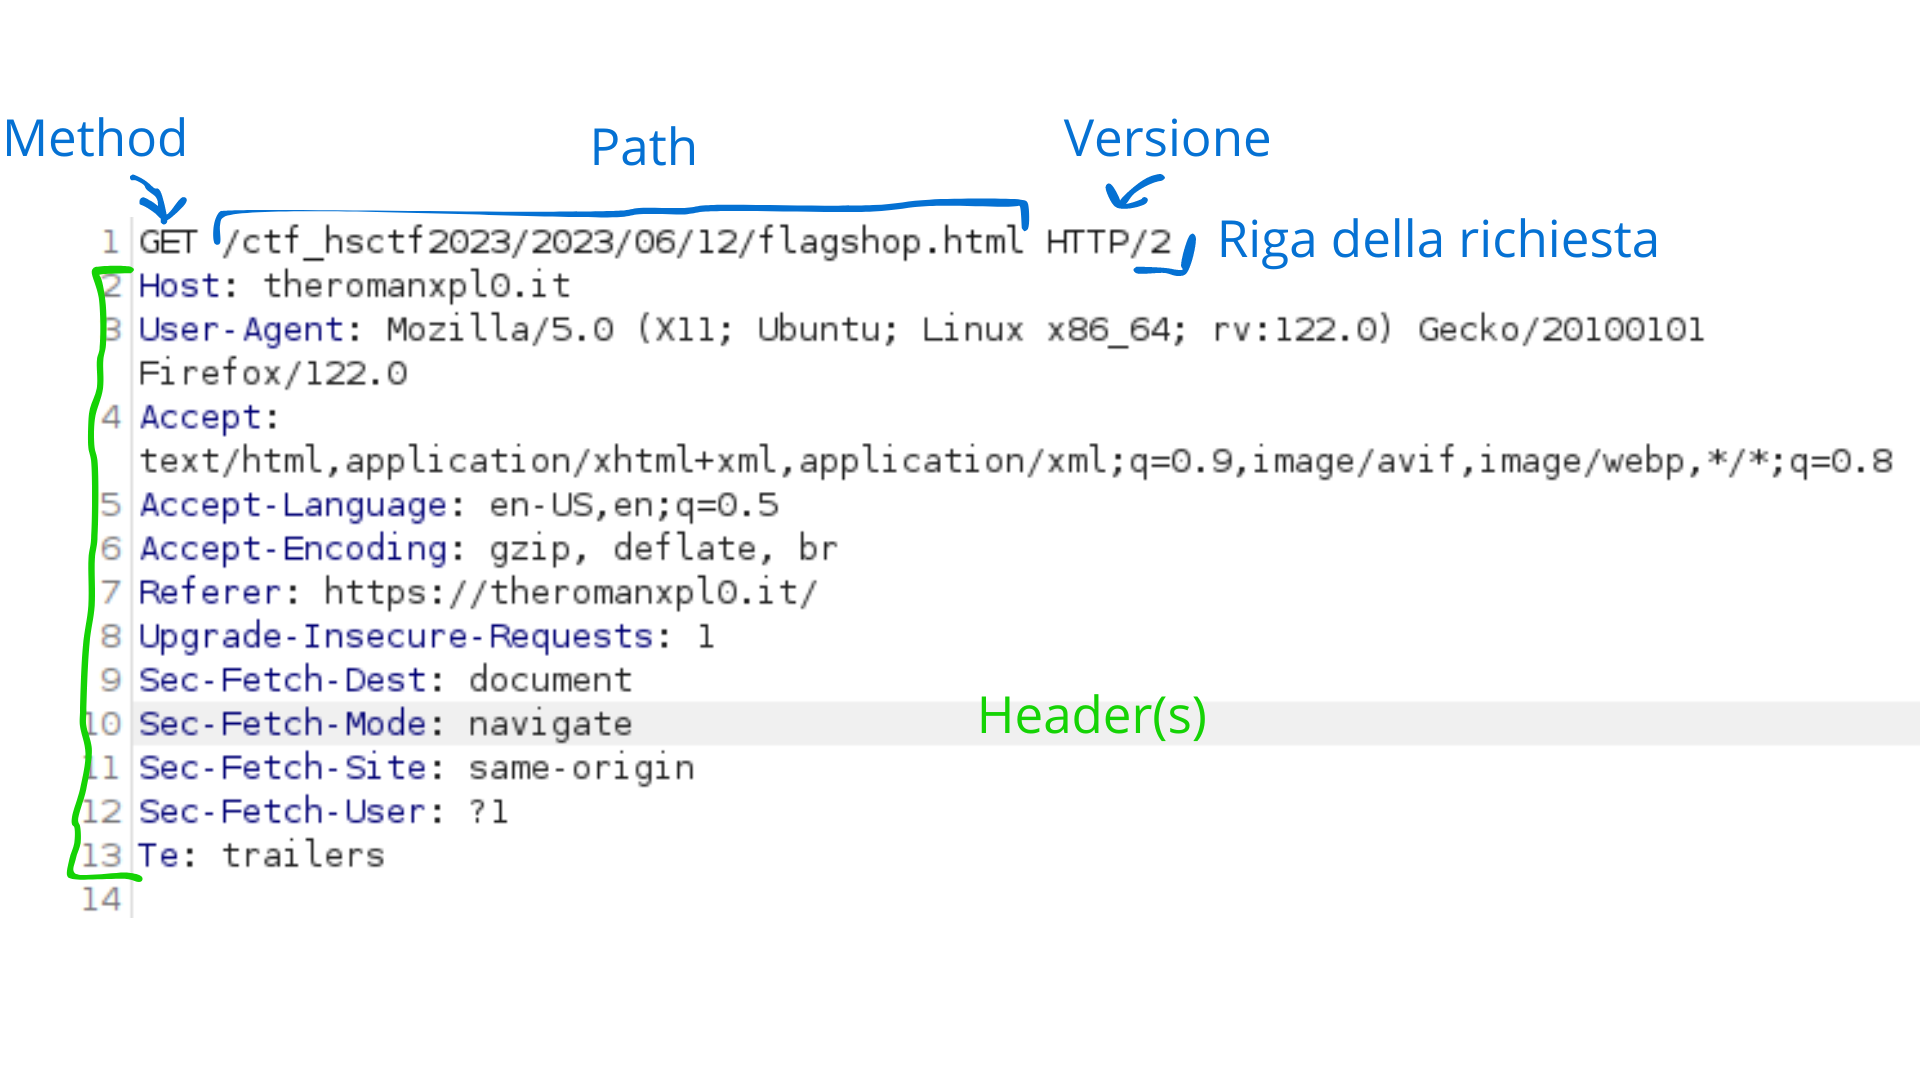 Method
Path
Versione
1 GET /ctf_hsctf2023/2023/06/12/flagshop.html HTTP/2
Riga della richiesta
2 Host: theromanxpl0.it
3 User-Agent: Mozilla/5.0 (X11; Ubuntu; Linux x86_64; rv:122.0) Gecko/20100101
Firefox/122.0
4 Accept:
text/html,application/xhtml+xml,application/xml;q=0.9,image/avif,image/webp,*/*;q=0.8
5 Accept-Language: en-US,en;q=0.5
6 Accept-Encoding: gzip, deflate, br
7 Referer: https://theromanxpl0.it/
8 Upgrade-Insecure-Requests: 1
9 Sec-Fetch-Dest: document
10 Sec-Fetch-Mode: navigate
Header(s)
11 Sec-Fetch-Site: same-origin
12 Sec-Fetch-User: ?1
13 Te: trailers
14